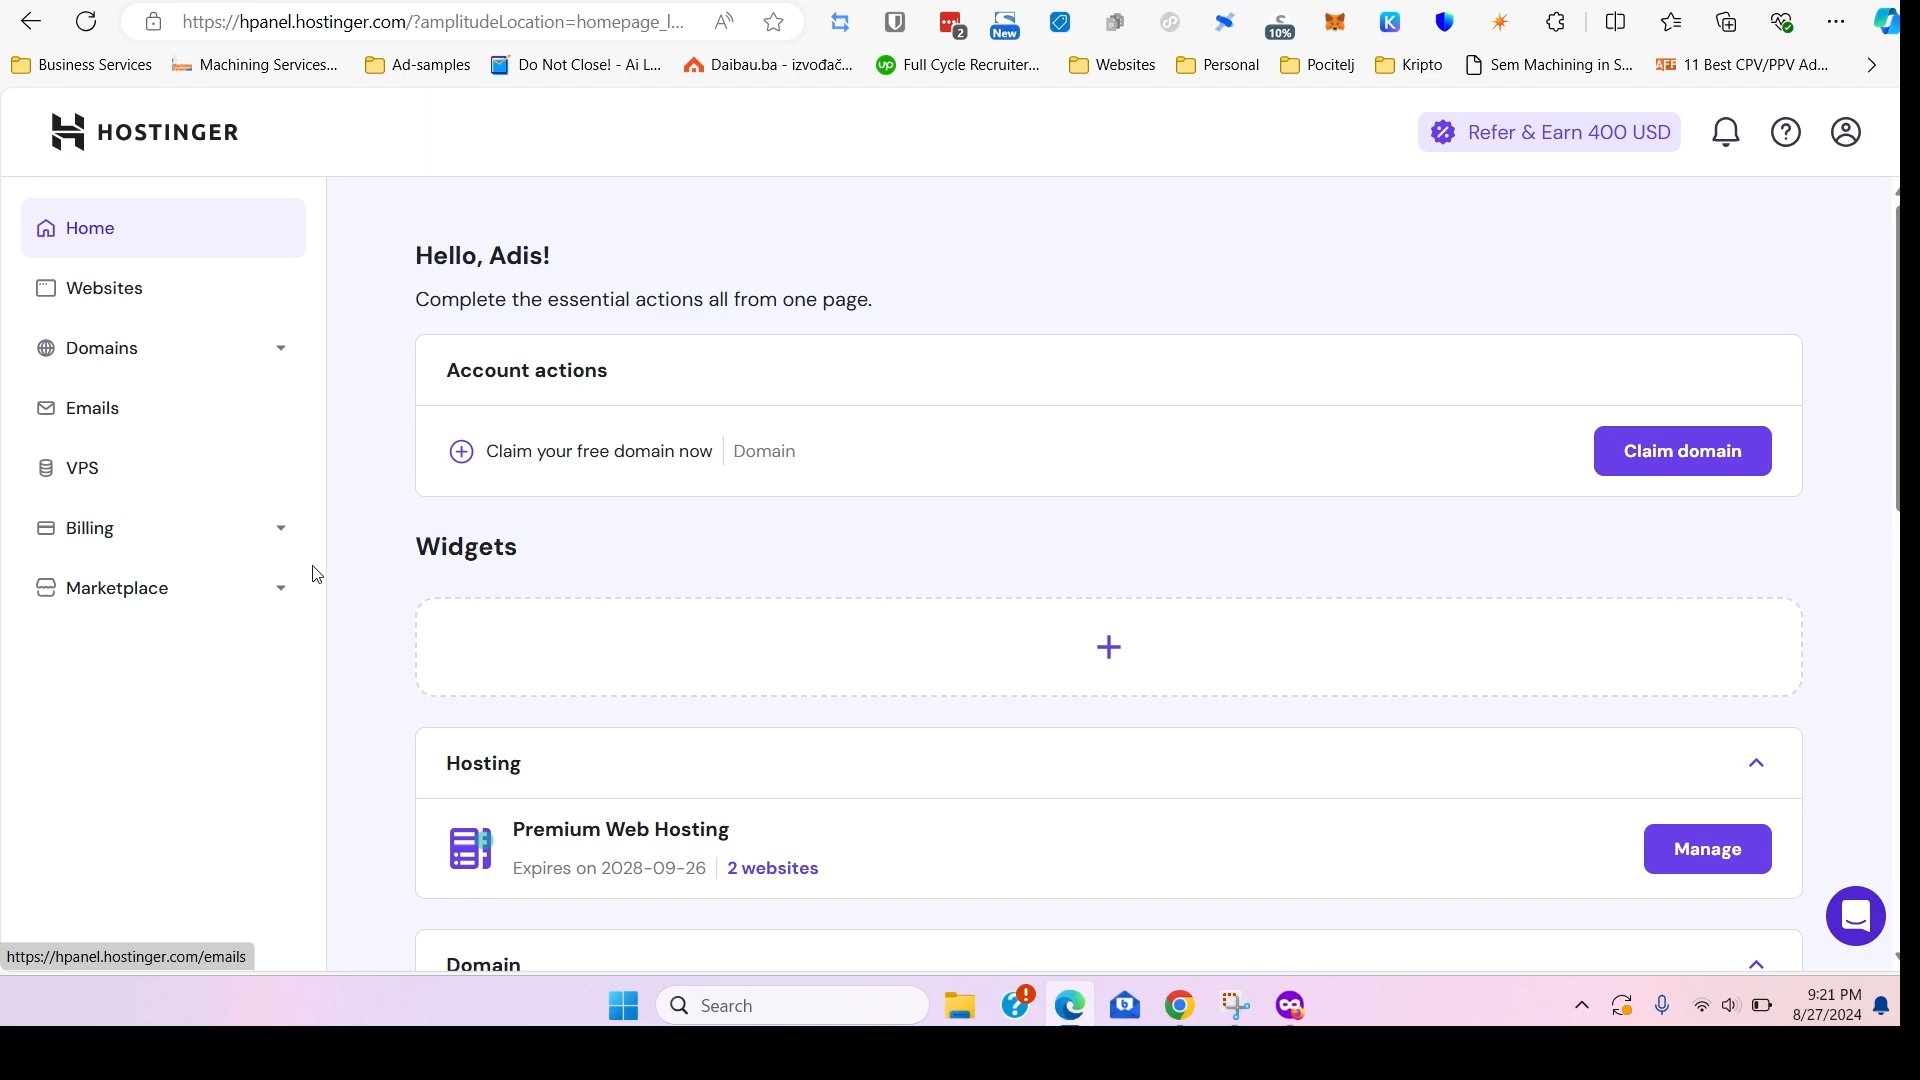 https://hpanel.hostinger.com/?amplitudeLocation=homepage_l...
2
New
10%
Business Services
Machining Services...
Ad-samples
Do Not Close! - Ai L...
Daibau.ba - izvođač...
up
Full Cycle Recruiter...
Websites
Personal
Pocitelj
Kripto
Sem Machining in S...
AFF
11 Best CPV/PPV Ad...
HOSTINGER
Refer & Earn 400 USD
Home
Websites
Domains
Emails
VPS
Billing
Marketplace
Hello, Adis!
Complete the essential actions all from one page.
Account actions
Claim your free domain now
Domain
Claim domain
Widgets
Hosting
Premium Web Hosting
Expires on 2028-09-26
2 websites
Manage
Domain
https://hpanel.hostinger.com/emails
Search
9:21 PM
8/27/2024